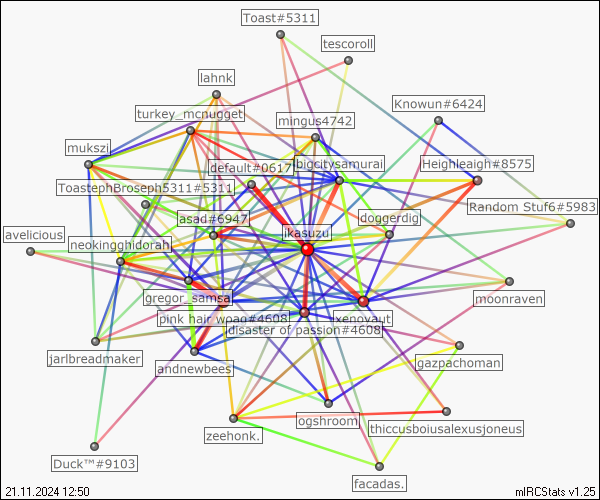 Toast#5311
tescoroll
lahnk
Knowun#6424
turkey_mcnugget
mingus4742
mukszi
default#0617
bigcitysamurai
Heighleaigh#8575
ToastephBroseph5311#5311
Random Stuf6#5983
asad#6947
doggerdig
ikasuzu
avelicious
neokingghidorah
gregor_samsa
moonraven
pink hair
#4608
ixenovaut
disaster of passion#4608
jarlbreadmaker
andnewbees
gazpachoman
zeehonk.
ogshroom
thiccusboiusalexusjoneus
Duck™#9103
facadas.
21.11.2024 12:50
mIRCStats v1.25